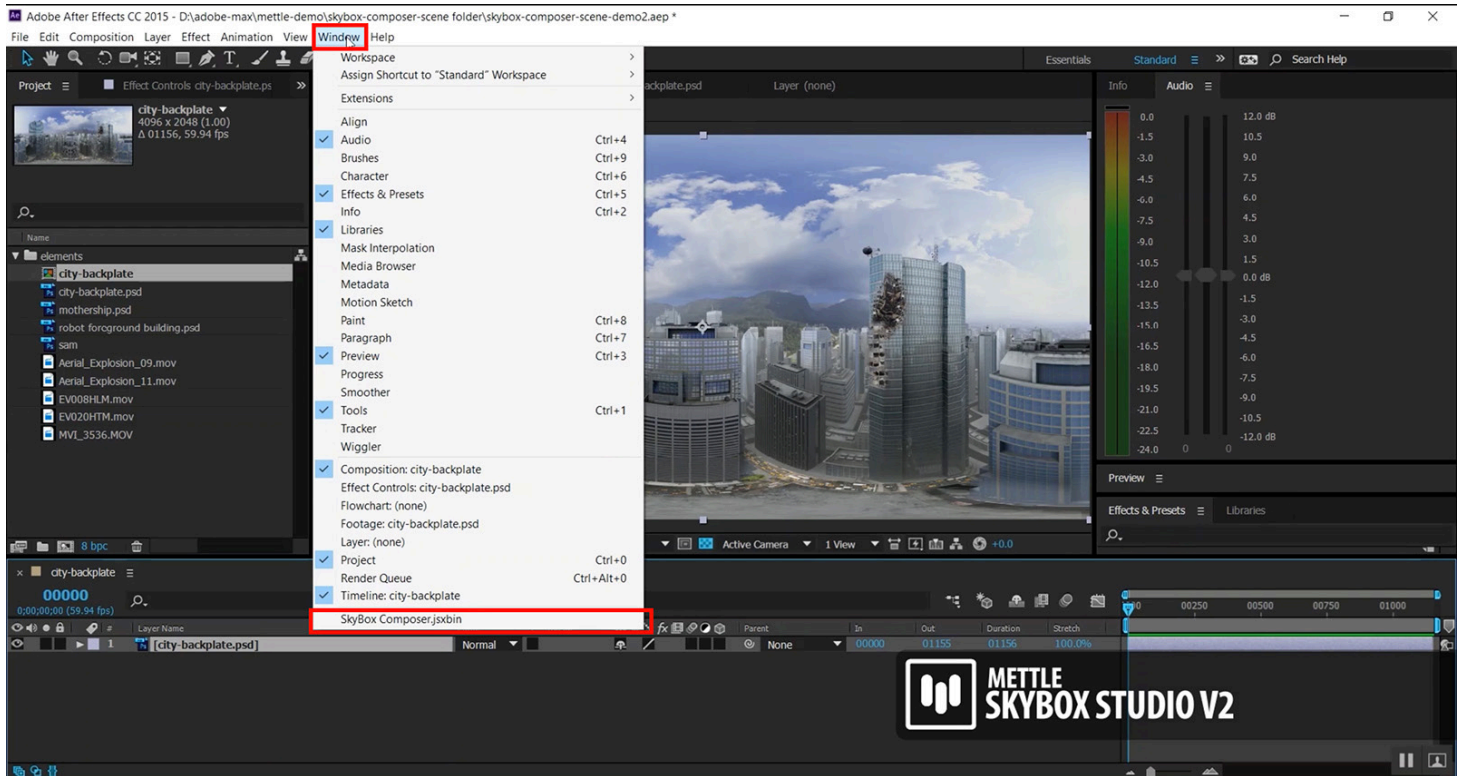 Adobe After Effects CC 2015 - D:\adobe-max\mettle-demo\skybox-composer-scene folder\skybox-composer-scene-demo2.aep *
File Edit Composition Layer Effect Animation View Window Help
Essentials Standard Search Help
Project Effect Controls city-backplate.ps
ackplate.psd Layer (none)
Info Audio
city-backplate
4096 x 2048 (1.00)
Δ 01156, 59.94 fps
Name
elements
city-backplate
city-backplate.psd
mothership.psd
robot foreground building.psd
sam
Aerial_Explosion_09.mov
Aerial_Explosion_11.mov
EV008HLM.mov
EV020HTM.mov
MVI_3536.MOV
8 bpc
Workspace
Assign Shortcut to "Standard" Workspace
Extensions
Align
Audio Ctrl+4
Brushes Ctrl+9
Character Ctrl+6
Effects & Presets Ctrl+5
Info Ctrl+2
Libraries
Mask Interpolation
Media Browser
Metadata
Motion Sketch
Paint Ctrl+8
Paragraph Ctrl+7
Preview Ctrl+3
Progress
Smoother
Tools Ctrl+1
Tracker
Wiggler
Composition: city-backplate
Effect Controls: city-backplate.psd
Flowchart: (none)
Footage: city-backplate.psd
Layer: (none)
Project Ctrl+0
Render Queue Ctrl+Alt+0
Timeline: city-backplate
SkyBox Composer.jsxbin
Active Camera 1 View +0.0
0.0 12.0 dB
-1.5 10.5
-3.0 9.0
-4.5 7.5
-6.0 6.0
-7.5 4.5
-9.0 3.0
-10.5 1.5
-12.0 0.0 dB
-13.5 -1.5
-15.0 -3.0
-16.5 -4.5
-18.0 -6.0
-19.5 -7.5
-21.0 -9.0
-22.5 -10.5
-24.0 0 0 -12.0 dB
Preview
Effects & Presets Libraries
city-backplate
00000
0;00;00;00 (59.94 fps)
00250 00500 00750 01000
# Layer Name Parent In Out Duration Stretch
1 [city-backplate.psd] Normal None 00000 01155 01156 100.0%
METTLE
SKYBOX STUDIO V2